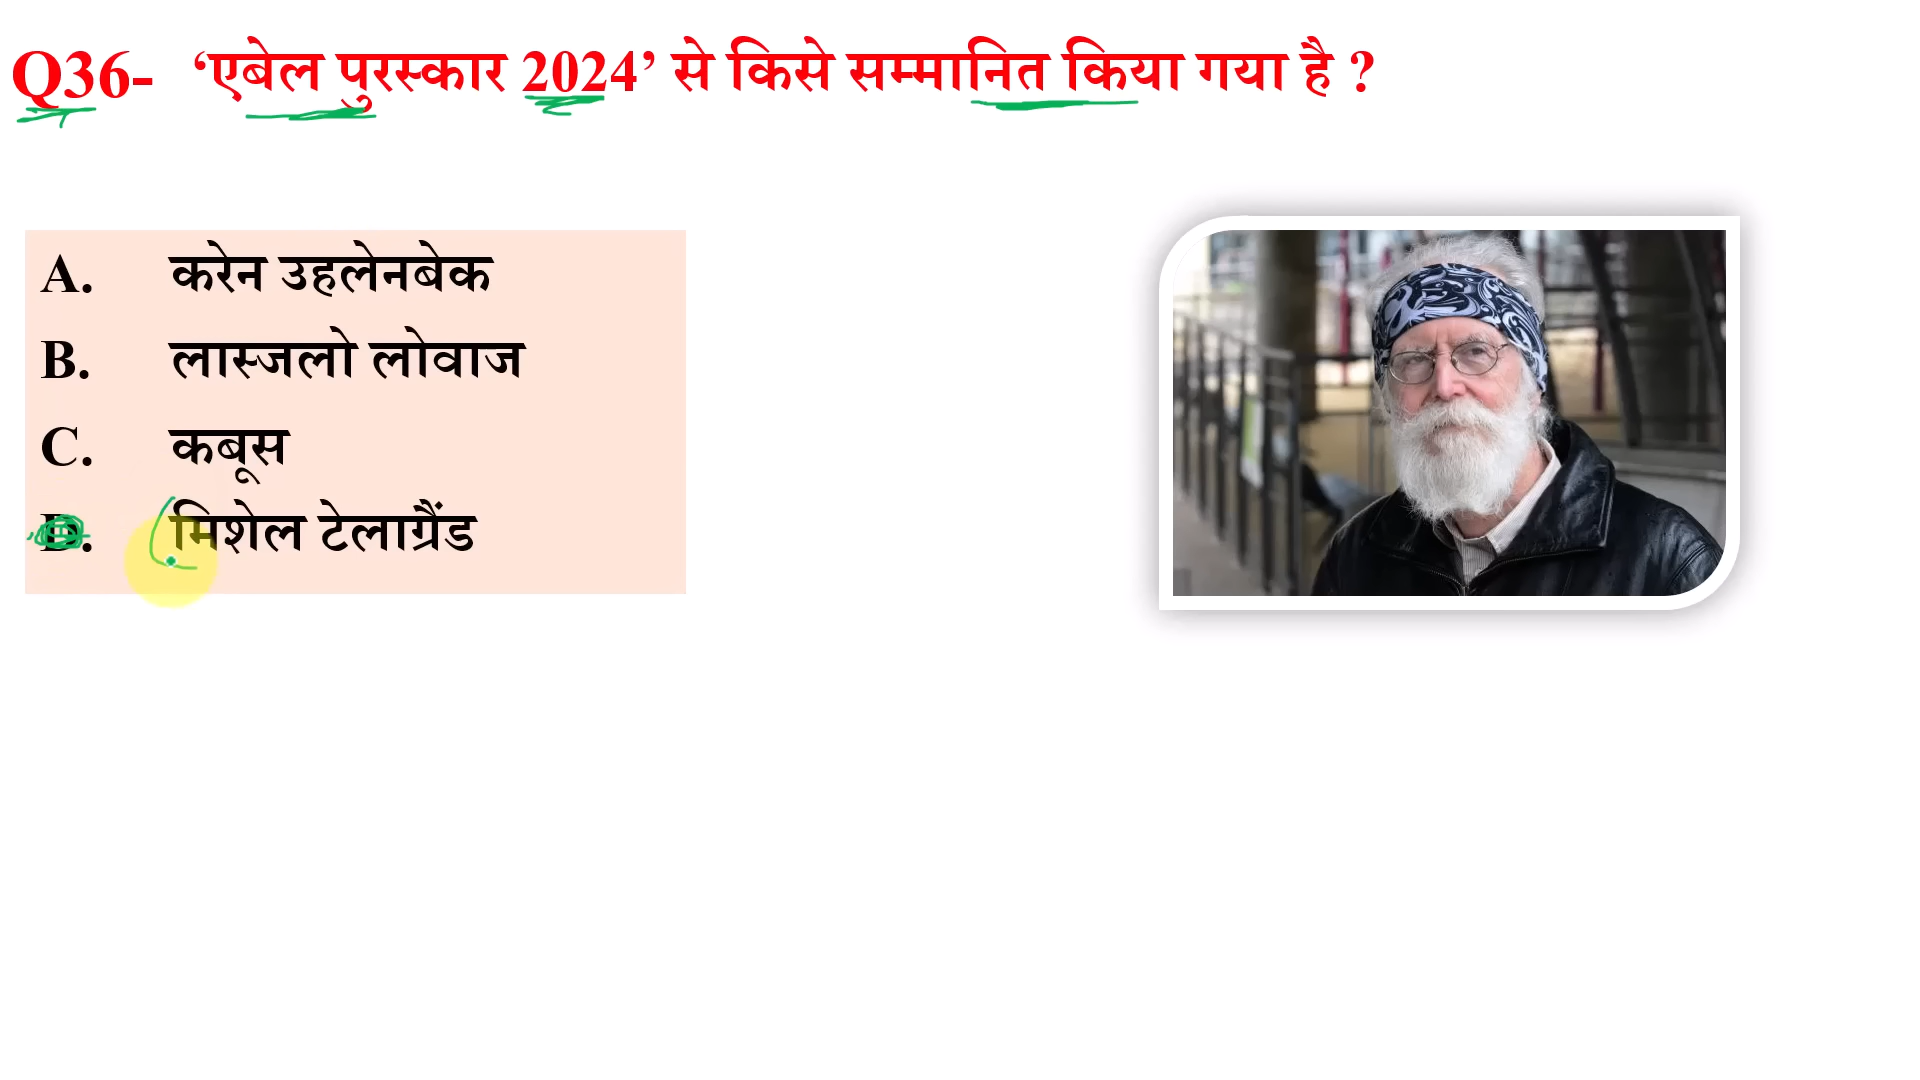 Q36- ‘एबेल पुरस्कार 2024’ से किसे सम्मानित किया गया है ?
A. करेन उहलेनबेक
B. लास्जलो लोवाज
C. कबूस
D. मिशेल टेलाग्रैंड